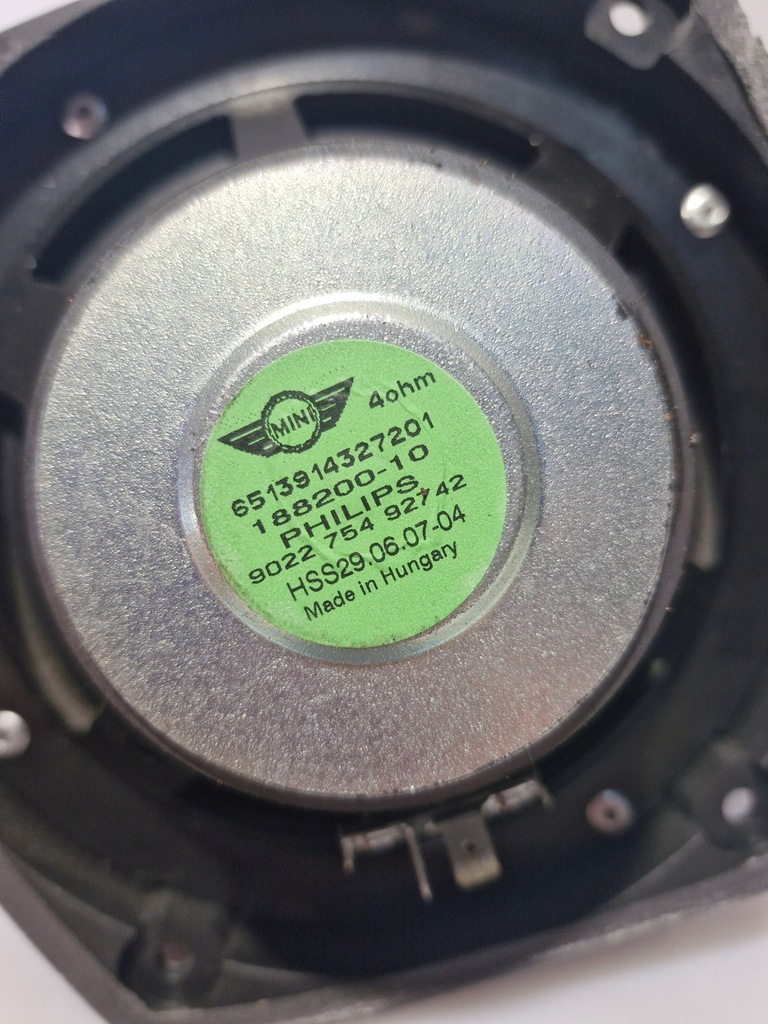 MINI 4ohm
6513914327201
188200-10
PHILIPS
9022 754 92742
HSS29.06.07-04
Made in Hungary